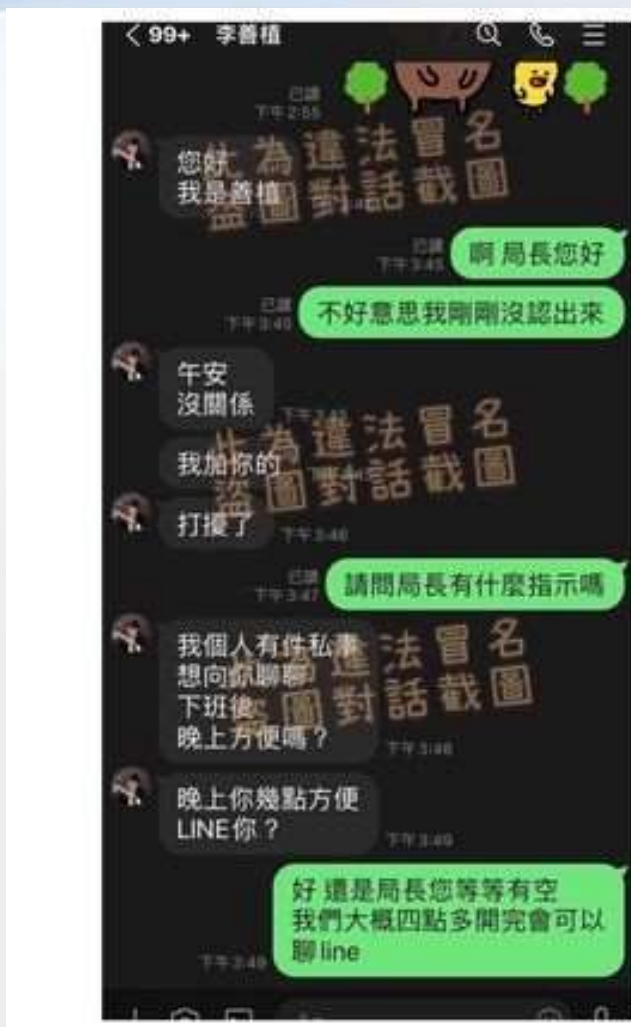 99+ 李善植
已讀
下午 2:55
您好
我是善植
此為違法冒名
盜圖對話截圖
已讀
下午 3:45
啊 局長您好
已讀
下午 3:45
不好意思我剛剛沒認出來
午安
沒關係
我加你的
此為違法冒名
盜圖對話截圖
打擾了
下午 3:46
已讀
下午 3:47
請問局長有什麼指示嗎
我個人有件私事
想向你聊聊
下班後
晚上方便嗎？
此為違法冒名
盜圖對話截圖
下午 3:48
晚上你幾點方便
LINE你？
下午 3:49
好 還是局長您等等有空
我們大概四點多開完會可以
聊line
下午 3:49